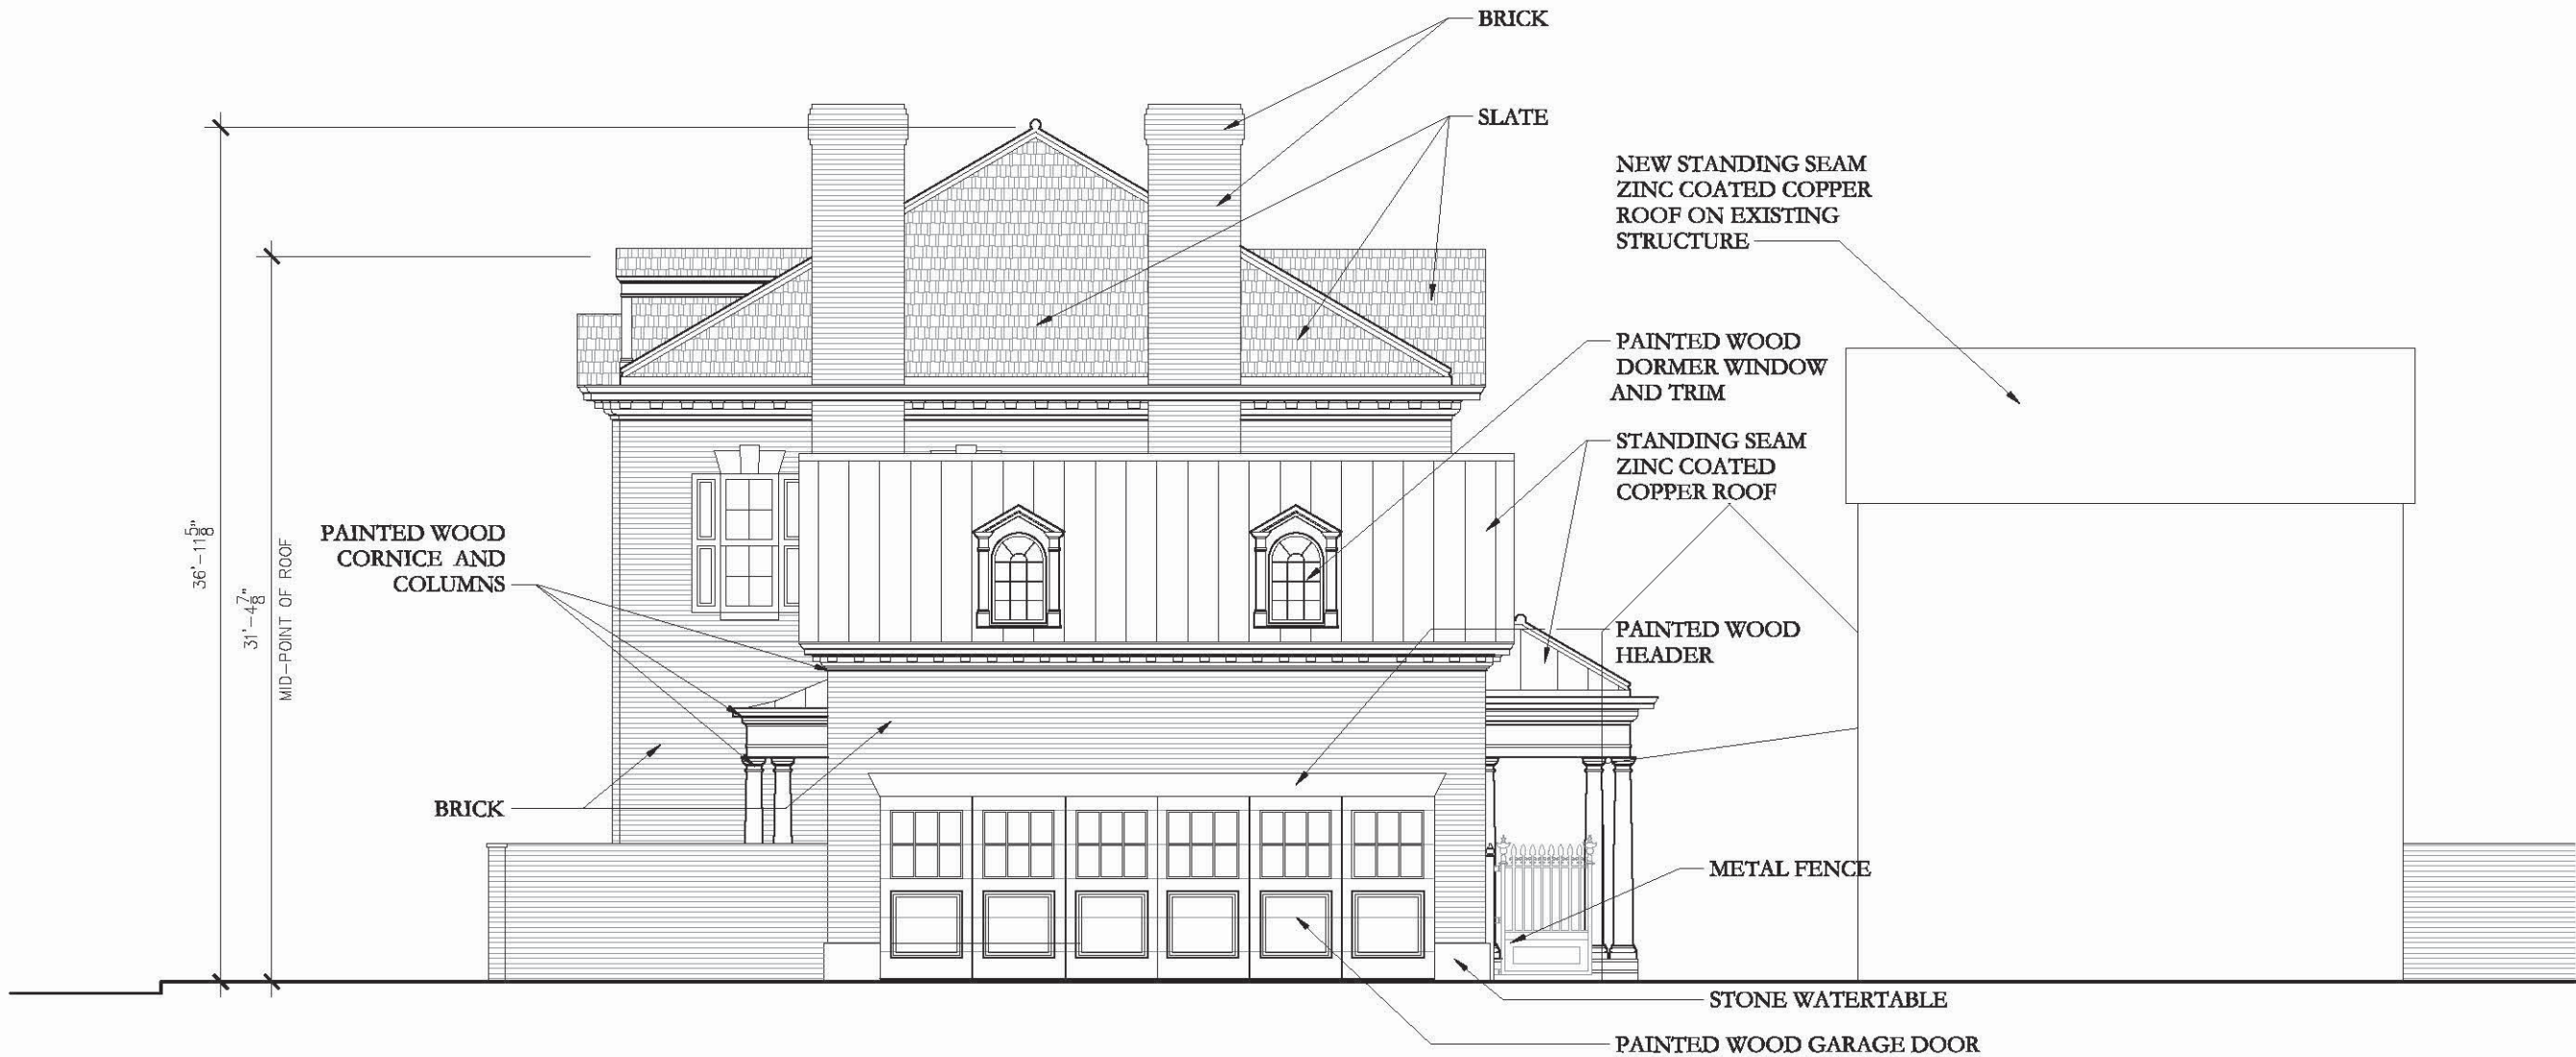 BRICK
SLATE
NEW STANDING SEAM
ZINC COATED COPPER
ROOF ON EXISTING
STRUCTURE
PAINTED WOOD
DORMER WINDOW
AND TRIM
STANDING SEAM
ZINC COATED
COPPER ROOF
36'-11 5/8"
31'-4 7/8"
MID-POINT OF ROOF
PAINTED WOOD
CORNICE AND
COLUMNS
PAINTED WOOD
HEADER
BRICK
METAL FENCE
STONE WATERTABLE
PAINTED WOOD GARAGE DOOR